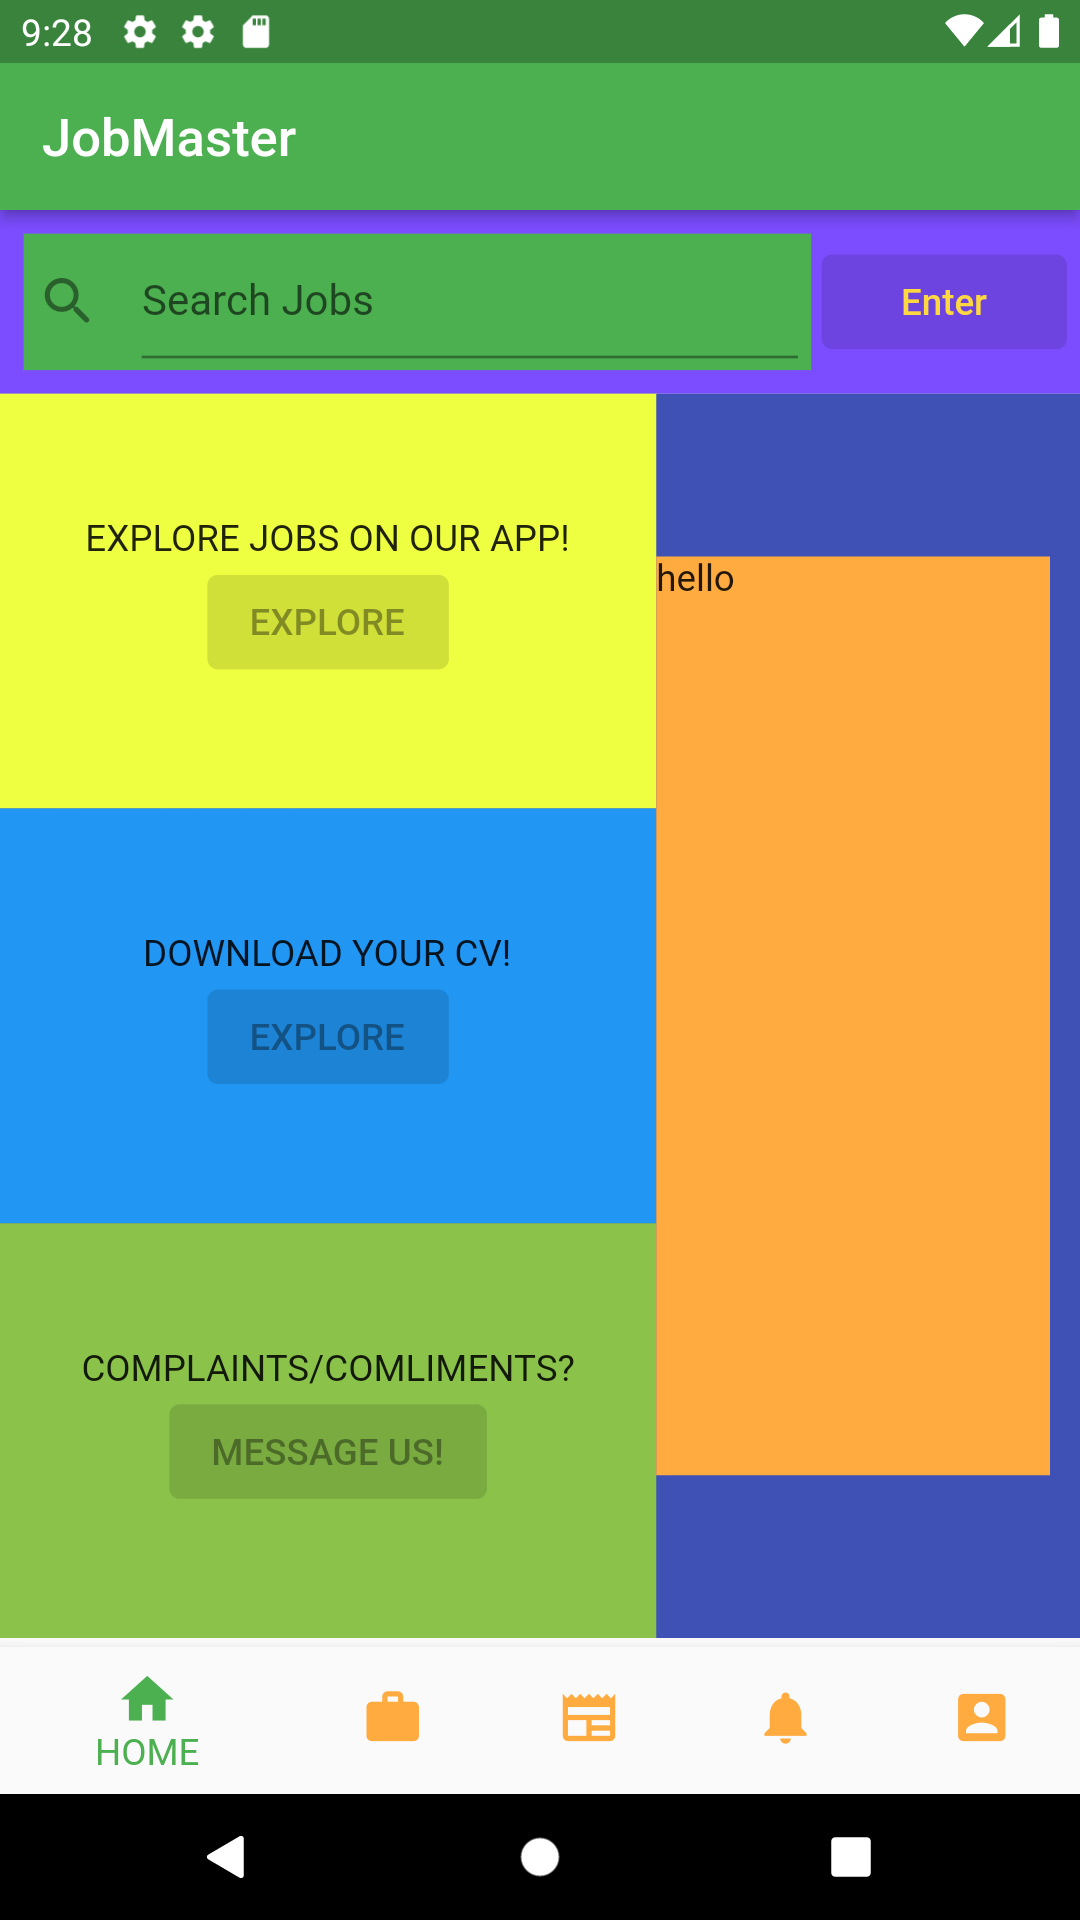 9:28
JobMaster
Search Jobs
Enter
EXPLORE JOBS ON OUR APP!
EXPLORE
hello
DOWNLOAD YOUR CV!
EXPLORE
COMPLAINTS/COMLIMENTS?
MESSAGE US!
HOME